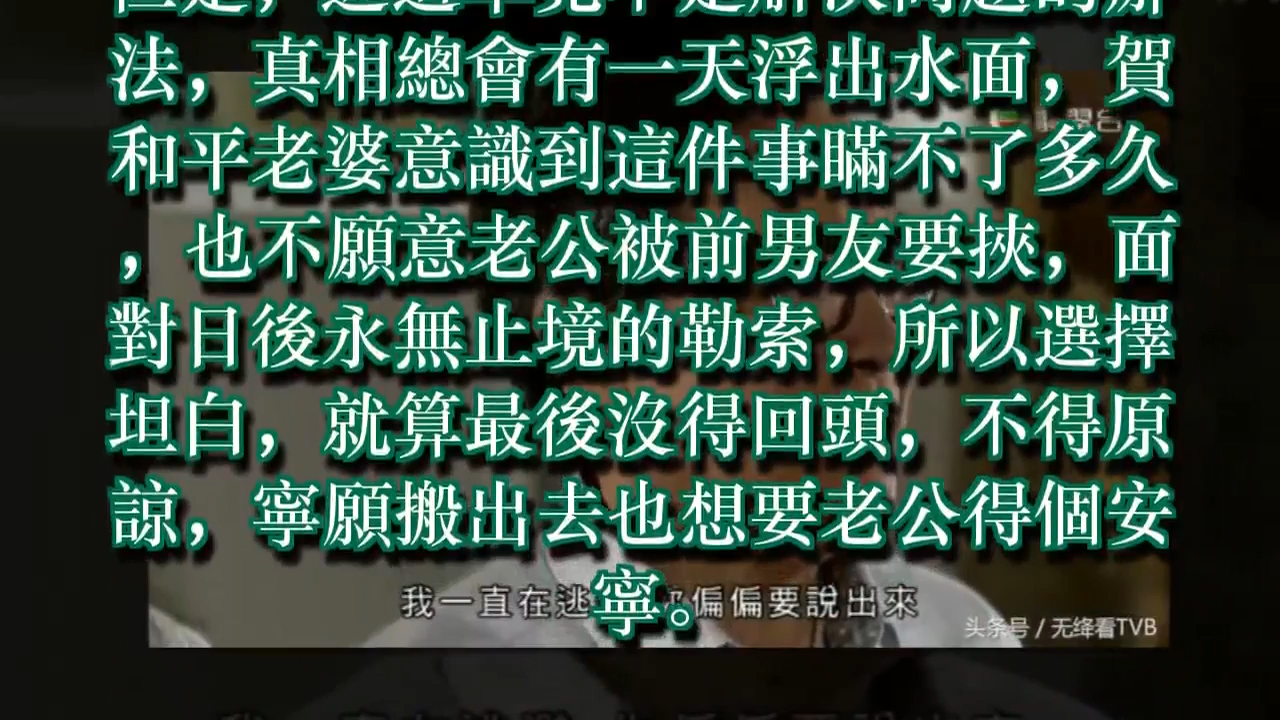 法，真相總會有一天浮出水面，賀
和平老婆意識到這件事瞞不了多久
，也不願意老公被前男友要挾，面
對日後永無止境的勒索，所以選擇
坦白，就算最後沒得回頭，不得原
諒，寧願搬出去也想要老公得個安
寧。
我一直在逃 偏偏要說出來
头条号 / 无绛看TVB